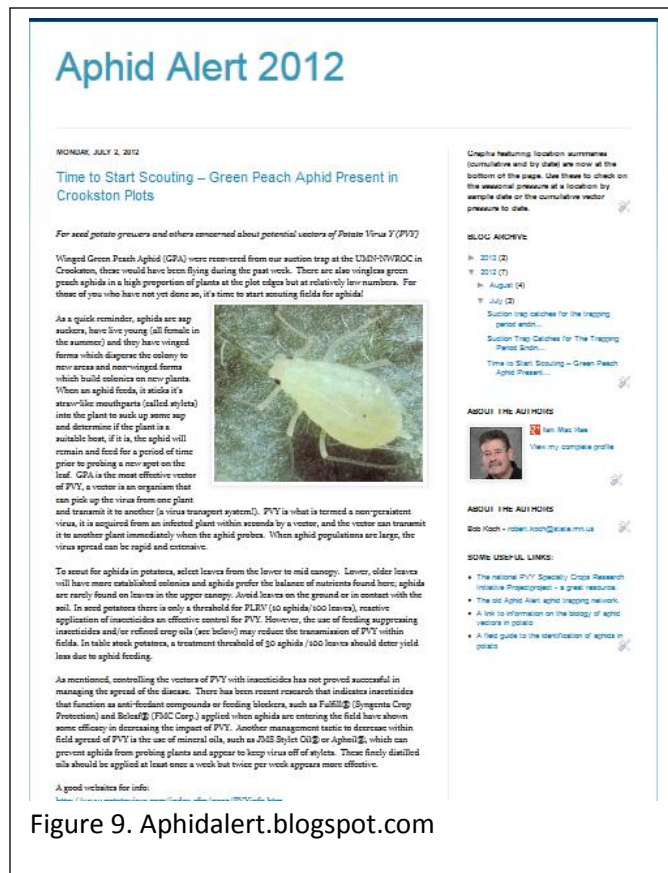 Aphid Alert 2012
MONDAY, JULY 2, 2012
Time to Start Scouting – Green Peach Aphid Present in
Crookston Plots
For seed potato growers and others concerned about potential vectors of Potato Virus Y (PVY)
Winged Green Peach Aphid (GPA) were recovered from our suction trap at the UMN-NWROC in
Crookston, these would have been flying during the past week. There are also wingless green
peach aphids in a high proportion of plants at the plot edges but at relatively low numbers. For
those of you who have not yet done so, it's time to start scouting fields for aphids!
As a quick reminder, aphids are sap
suckers, have live young (all female in
the summer) and they have winged
forms which disperse the colony to
new areas and non-winged forms
which build colonies on new plants.
When an aphid feeds, it sticks it's
straw-like mouthparts (called stylets)
into the plant to suck up some sap
and determine if the plant is a
suitable host, if it is, the aphid will
remain and feed for a period of time
prior to probing a new spot on the
leaf. GPA is the most effective vector
of PVY, a vector is an organism that
can pick up the virus from one plant
and transmit it to another (a virus transport system!). PVY is what is termed a non-persistent
virus, it is acquired from an infected plant within seconds by a vector, and the vector can transmit
it to another plant immediately when the aphid probes. When aphid populations are large, the
virus spread can be rapid and extensive.
To scout for aphids in potatoes, select leaves from the lower to mid canopy. Lower, older leaves
will have more established colonies and aphids prefer the balance of nutrients found here; aphids
are rarely found on leaves in the upper canopy. Avoid leaves on the ground or in contact with the
soil. In seed potatoes there is only a threshold for PLRV (10 aphids/100 leaves), reactive
application of insecticides an effective control for PVY. However, the use of feeding suppressing
insecticides and/or refined crop oils (see below) may reduce the transmission of PVY within
fields. In table stock potatoes, a treatment threshold of 30 aphids /100 leaves should deter yield
loss due to aphid feeding.
As mentioned, controlling the vectors of PVY with insecticides has not proved successful in
managing the spread of the disease. There has been recent research that indicates insecticides
that function as anti-feedant compounds or feeding blockers, such as Fulfill® (Syngenta Crop
Protection) and Beleaf® (FMC Corp.) applied when aphids are entering the field have shown
some efficacy in decreasing the impact of PVY. Another management tactic to decrease within
field spread of PVY is the use of mineral oils, such as JMS Stylet Oil® or Aphoil®, which can
prevent aphids from probing plants and appear to keep virus off of stylets. These finely distilled
oils should be applied at least once a week but twice per week appears more effective.
A good websites for info:
Graphs featuring location summaries
(cumulative and by date) are now at the
bottom of the page. Use these to check on
the seasonal pressure at a location by
sample date or the cumulative vector
pressure to date.
BLOG ARCHIVE
► 2013 (2)
▼ 2012 (7)
► August (4)
▼ July (3)
Suction trap catches for the trapping
period endin...
Suction Trap Catches for The Trapping
Period Endin...
Time to Start Scouting – Green Peach
Aphid Present...
ABOUT THE AUTHORS
Ian Mac Rae
View my complete profile
ABOUT THE AUTHORS
Bob Koch - robert.koch@state.mn.us
SOME USEFUL LINKS:
• The national PVY Specialty Crops Research
Initiative Projectproject - a great resource.
• The old Aphid Alert aphid trapping network.
• A link to information on the biology of aphid
vectors in potato
• A field guide to the identification of aphids in
potato
Figure 9. Aphidalert.blogspot.com